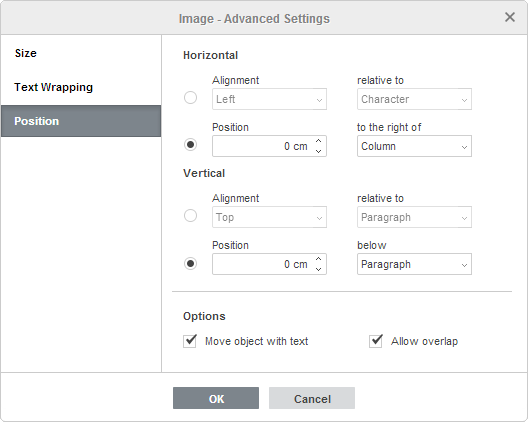 Image - Advanced Settings
Size
Text Wrapping
Position
Horizontal
Alignment relative to
Left Character
Position to the right of
0 cm Column
Vertical
Alignment relative to
Top Paragraph
Position below
0 cm Paragraph
Options
Move object with text Allow overlap
OK Cancel